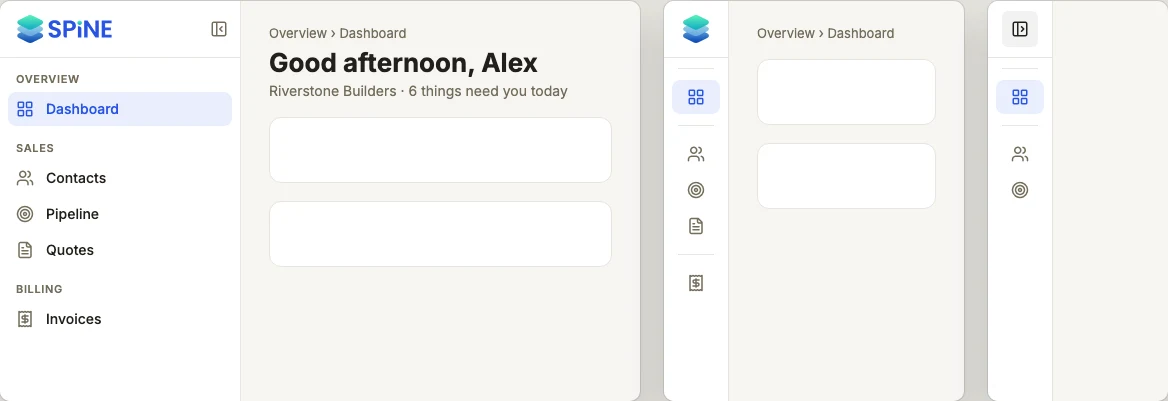 SPiNE
OVERVIEW
Dashboard
SALES
Contacts
Pipeline
Quotes
BILLING
Invoices
Overview › Dashboard
Good afternoon, Alex
Riverstone Builders · 6 things need you today
Overview › Dashboard